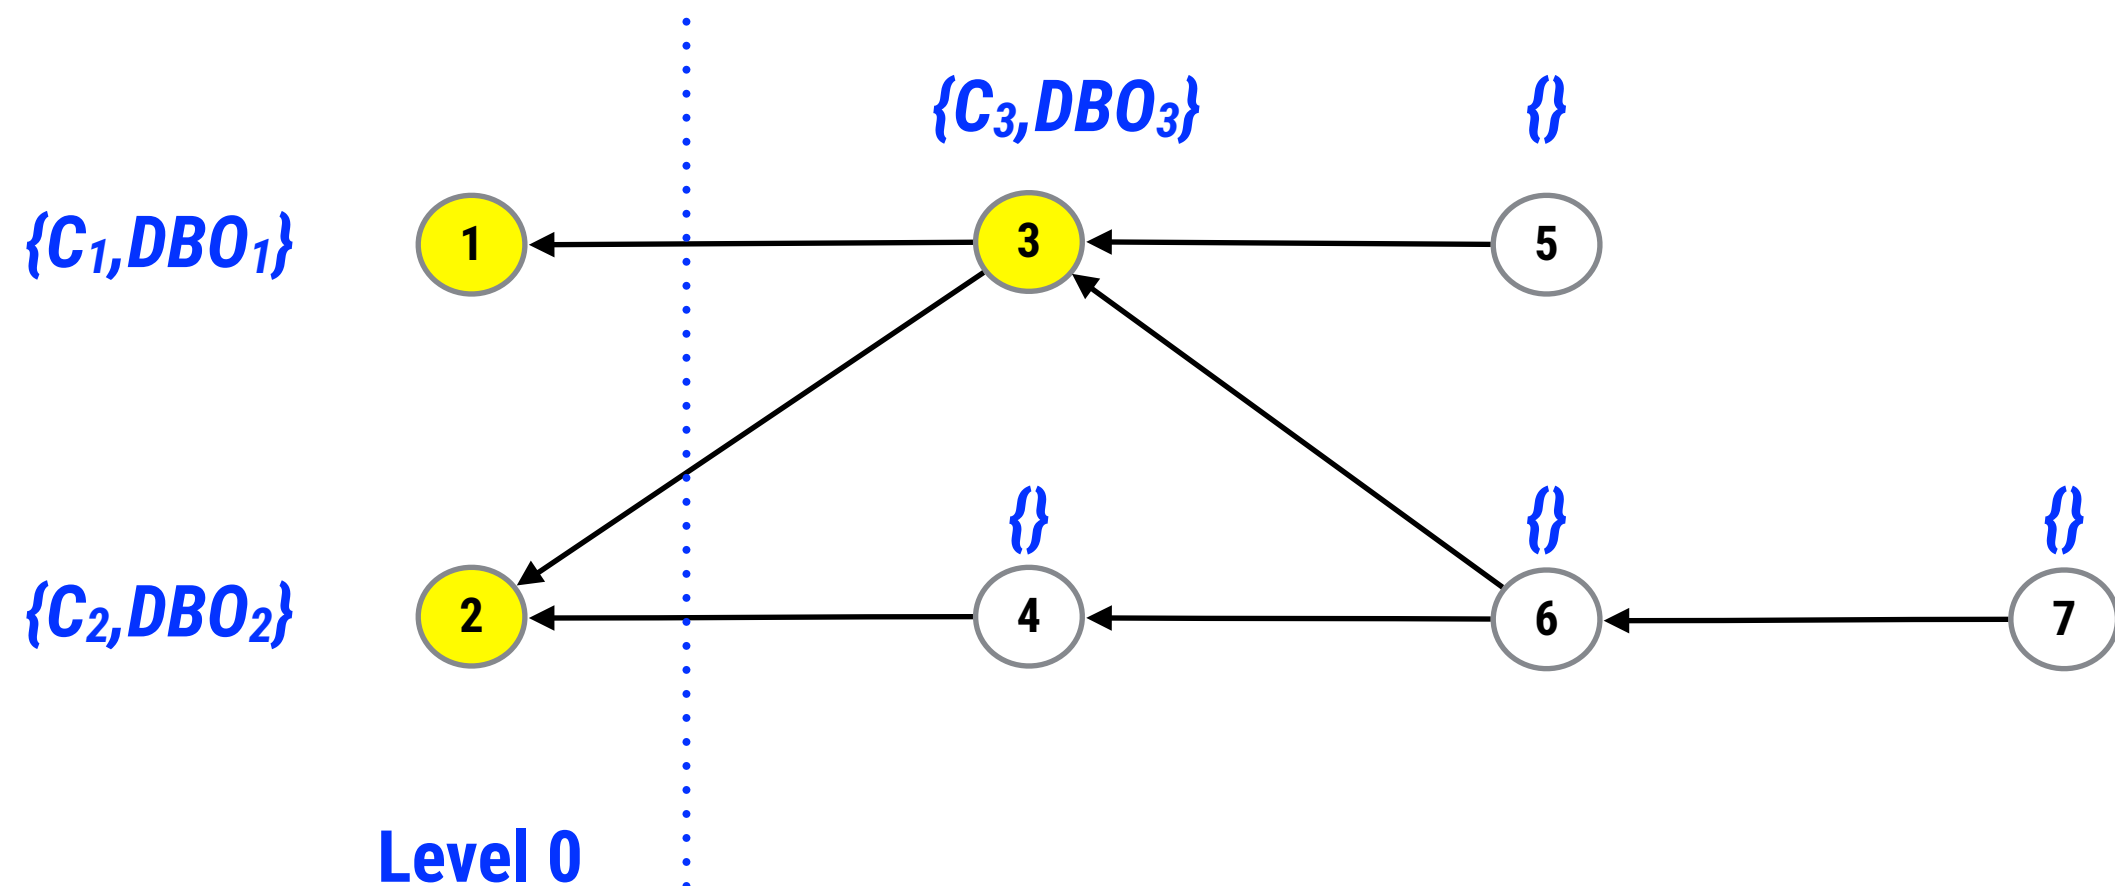 {C₃,DBO₃} {}
{C₁,DBO₁} 1 3 5
{} {} {}
{C₂,DBO₂} 2 4 6 7
Level 0